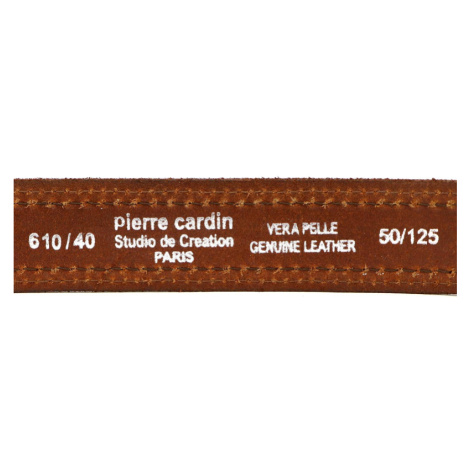 610/40
pierre cardin
Studio de Creation
PARIS
VERA PELLE
GENUINE LEATHER
50/125